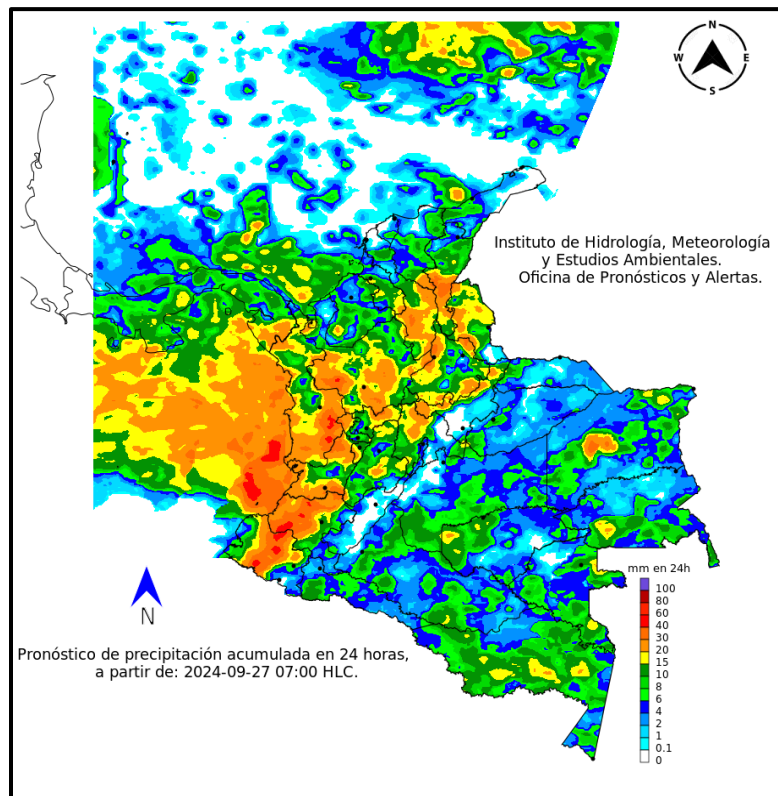 N
W E
S
Instituto de Hidrología, Meteorología
y Estudios Ambientales.
Oficina de Pronósticos y Alertas.
mm en 24h
100
80
60
40
30
20
15
10
8
6
4
2
1
0.1
0
N
Pronóstico de precipitación acumulada en 24 horas,
a partir de: 2024-09-27 07:00 HLC.